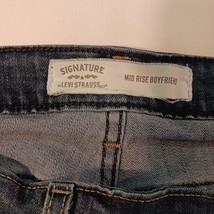 SIGNATURE
LEVI STRAUSS
MID RISE BOYFRIEND